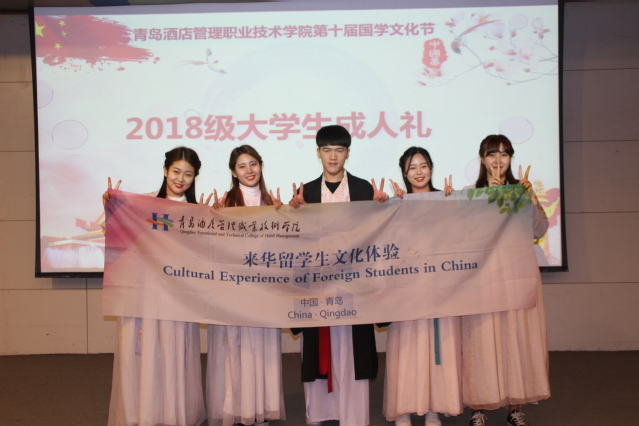 青岛酒店管理职业技术学院第十届国学文化节
中国梦
2018级大学生成人礼
青岛酒店管理职业技术学院
Qingdao Vocational and Technical College of Hotel Management
来华留学生文化体验
Cultural Experience of Foreign Students in China
中国·青岛
China·Qingdao